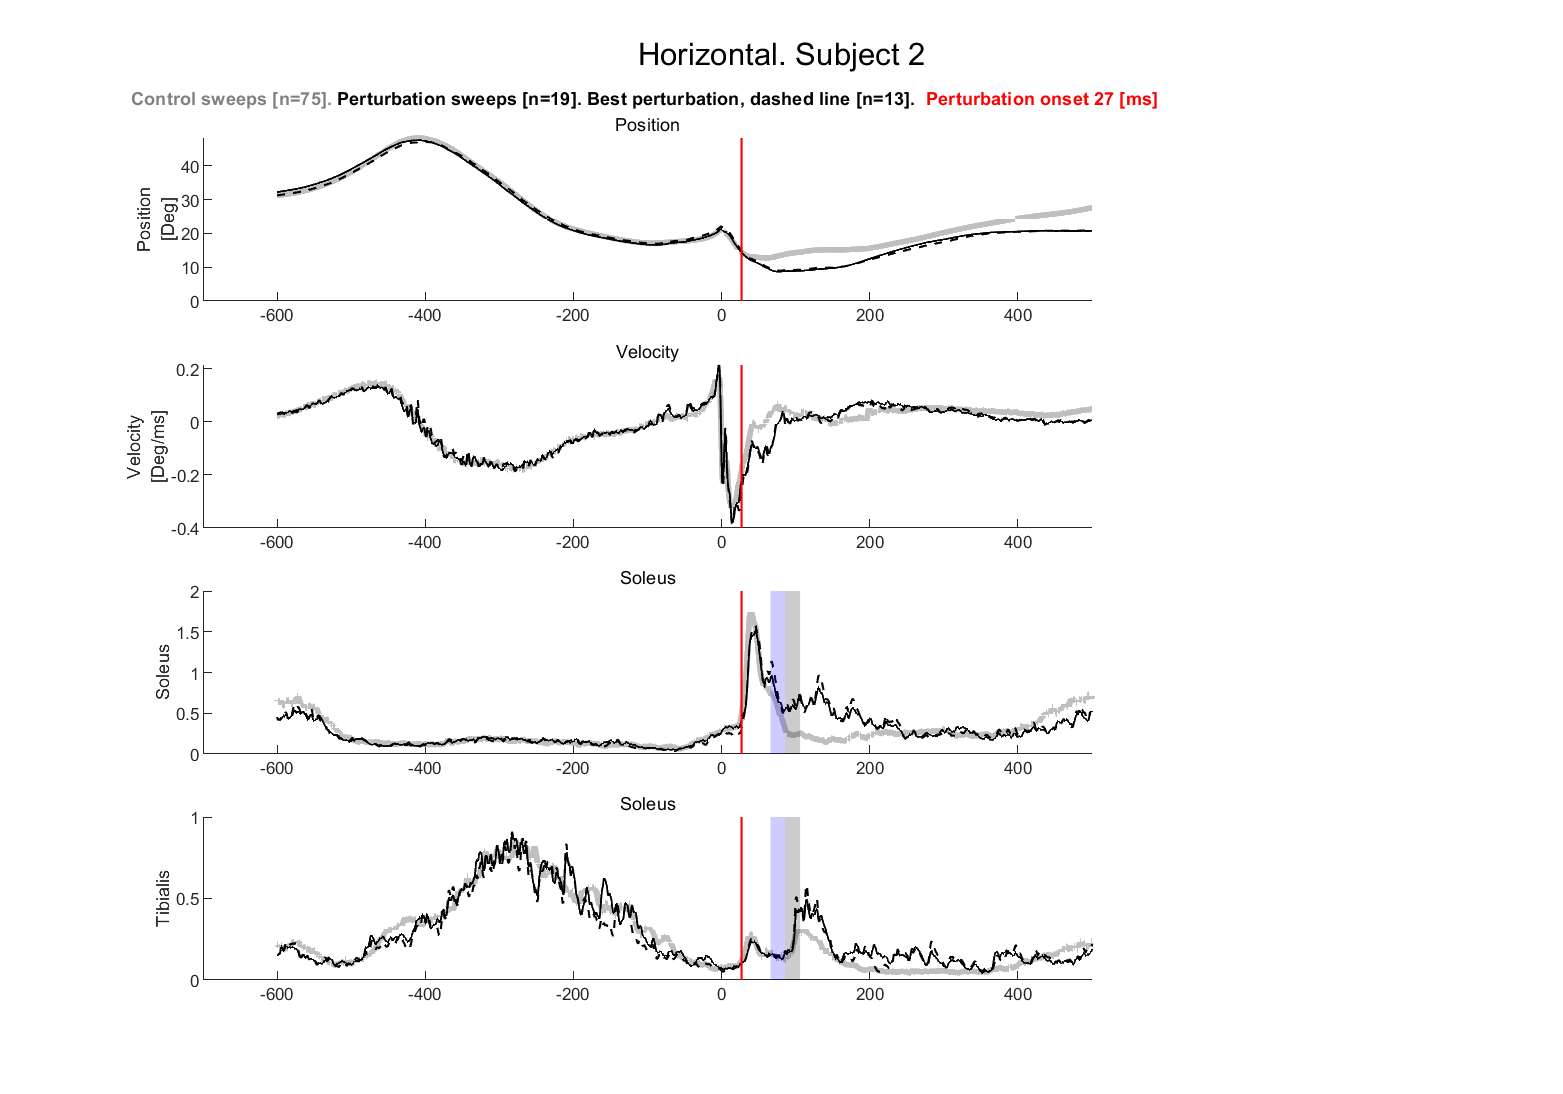 Horizontal. Subject 2
Control sweeps [n=75]. Perturbation sweeps [n=19]. Best perturbation, dashed line [n=13]. Perturbation onset 27 [ms]
Position
Position
[Deg]
40
30
20
10
0
-600 -400 -200 0 200 400
Velocity
Velocity
[Deg/ms]
0.2
0
-0.2
-0.4
-600 -400 -200 0 200 400
Soleus
Soleus
2
1.5
1
0.5
0
-600 -400 -200 0 200 400
Soleus
Tibialis
1
0.5
0
-600 -400 -200 0 200 400